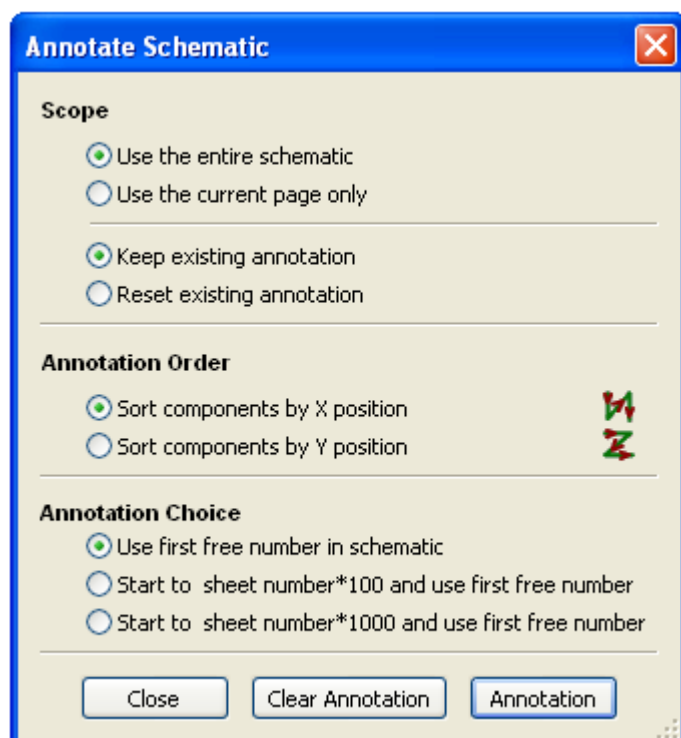 Annotate Schematic
Scope
Use the entire schematic
Use the current page only
Keep existing annotation
Reset existing annotation
Annotation Order
Sort components by X position
Sort components by Y position
Annotation Choice
Use first free number in schematic
Start to  sheet number*100 and use first free number
Start to  sheet number*1000 and use first free number
Close Clear Annotation Annotation